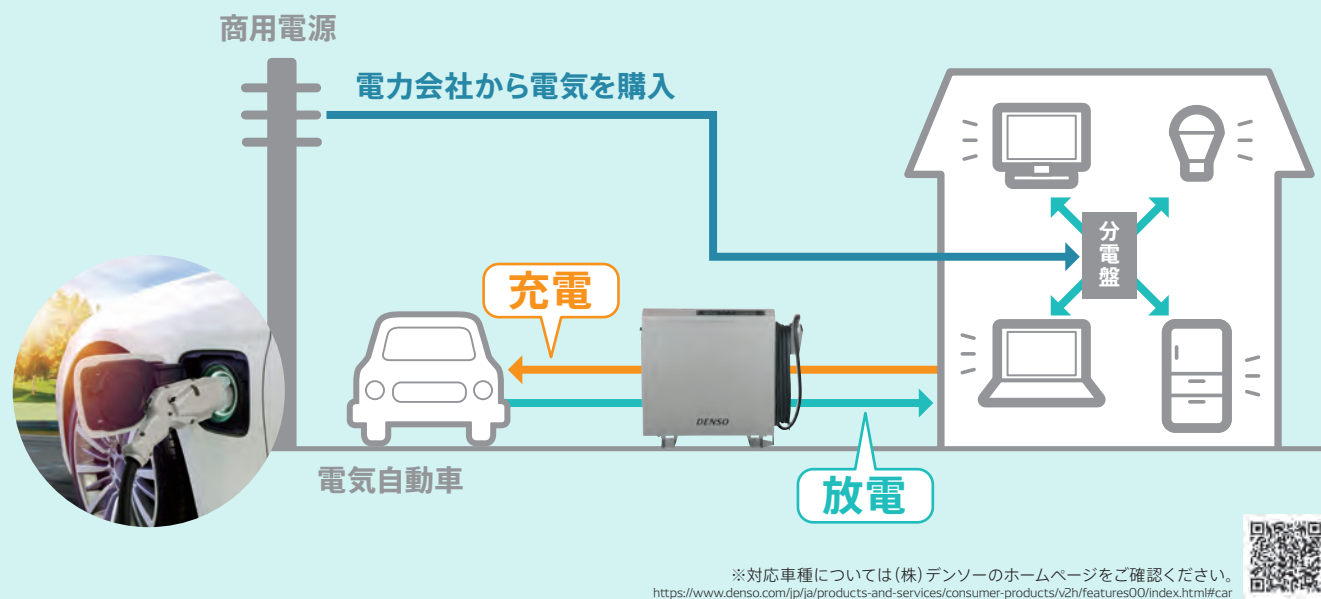 商用電源
電力会社から電気を購入
分電盤
充電
DENSO
電気自動車
放電
※対応車種については(株)デンソーのホームページをご確認ください。
https://www.denso.com/jp/ja/products-and-services/consumer-products/v2h/features00/index.html#car